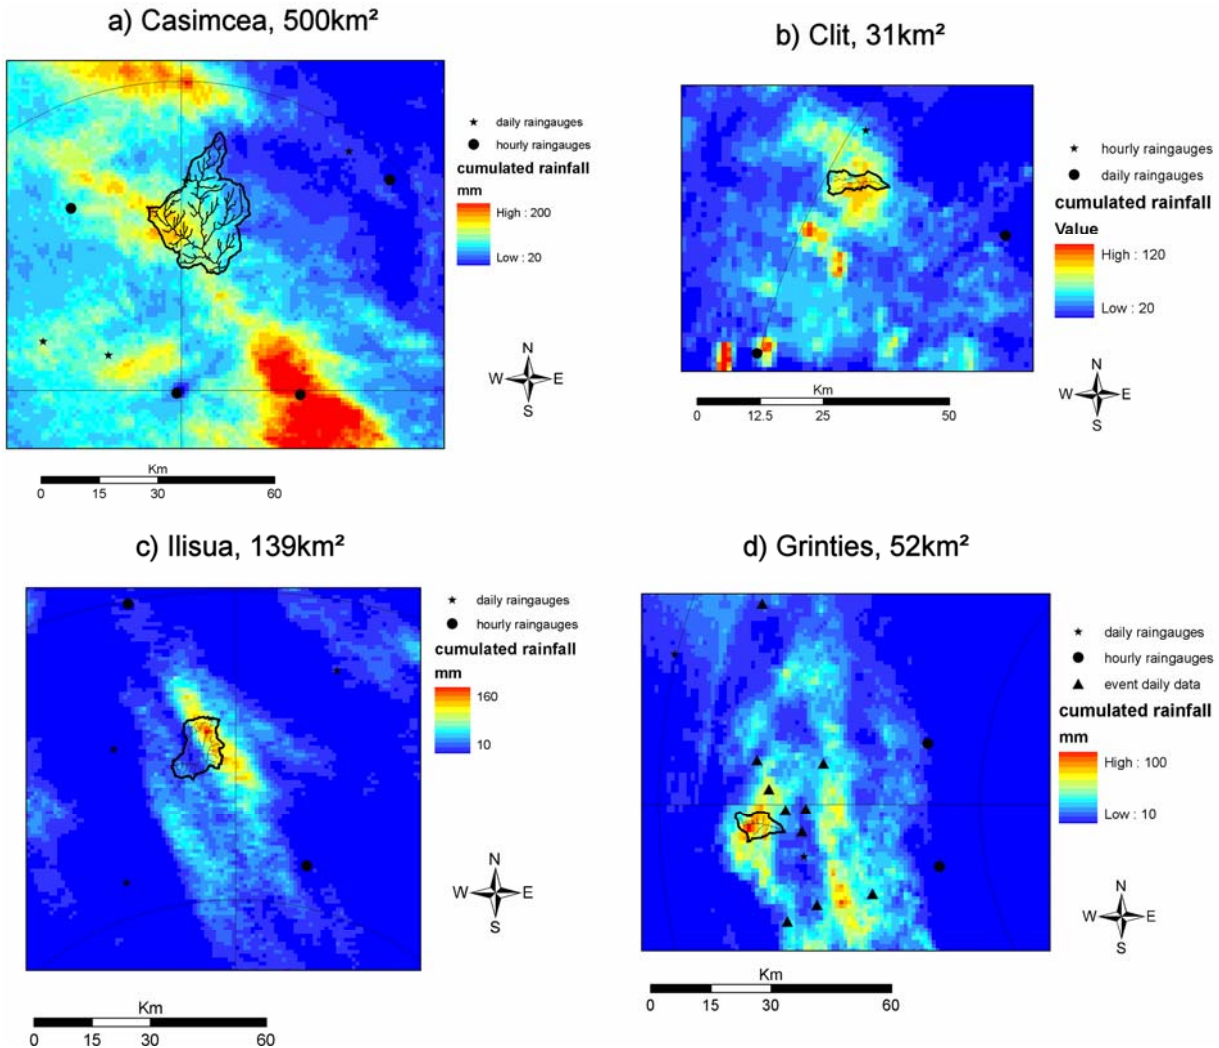 a) Casimcea, 500km²
daily raingauges
hourly raingauges
cumulated rainfall
mm
High : 200
Low : 20
N
W E
S
Km
0 15 30 60
b) Clit, 31km²
hourly raingauges
daily raingauges
cumulated rainfall
Value
High : 120
Low : 20
Km
0 12.5 25 50
N
W E
S
c) Ilisua, 139km²
daily raingauges
hourly raingauges
cumulated rainfall
mm
160
10
N
W E
S
Km
0 15 30 60
d) Grinties, 52km²
daily raingauges
hourly raingauges
event daily data
cumulated rainfall
mm
High : 100
Low : 10
N
W E
S
Km
0 15 30 60